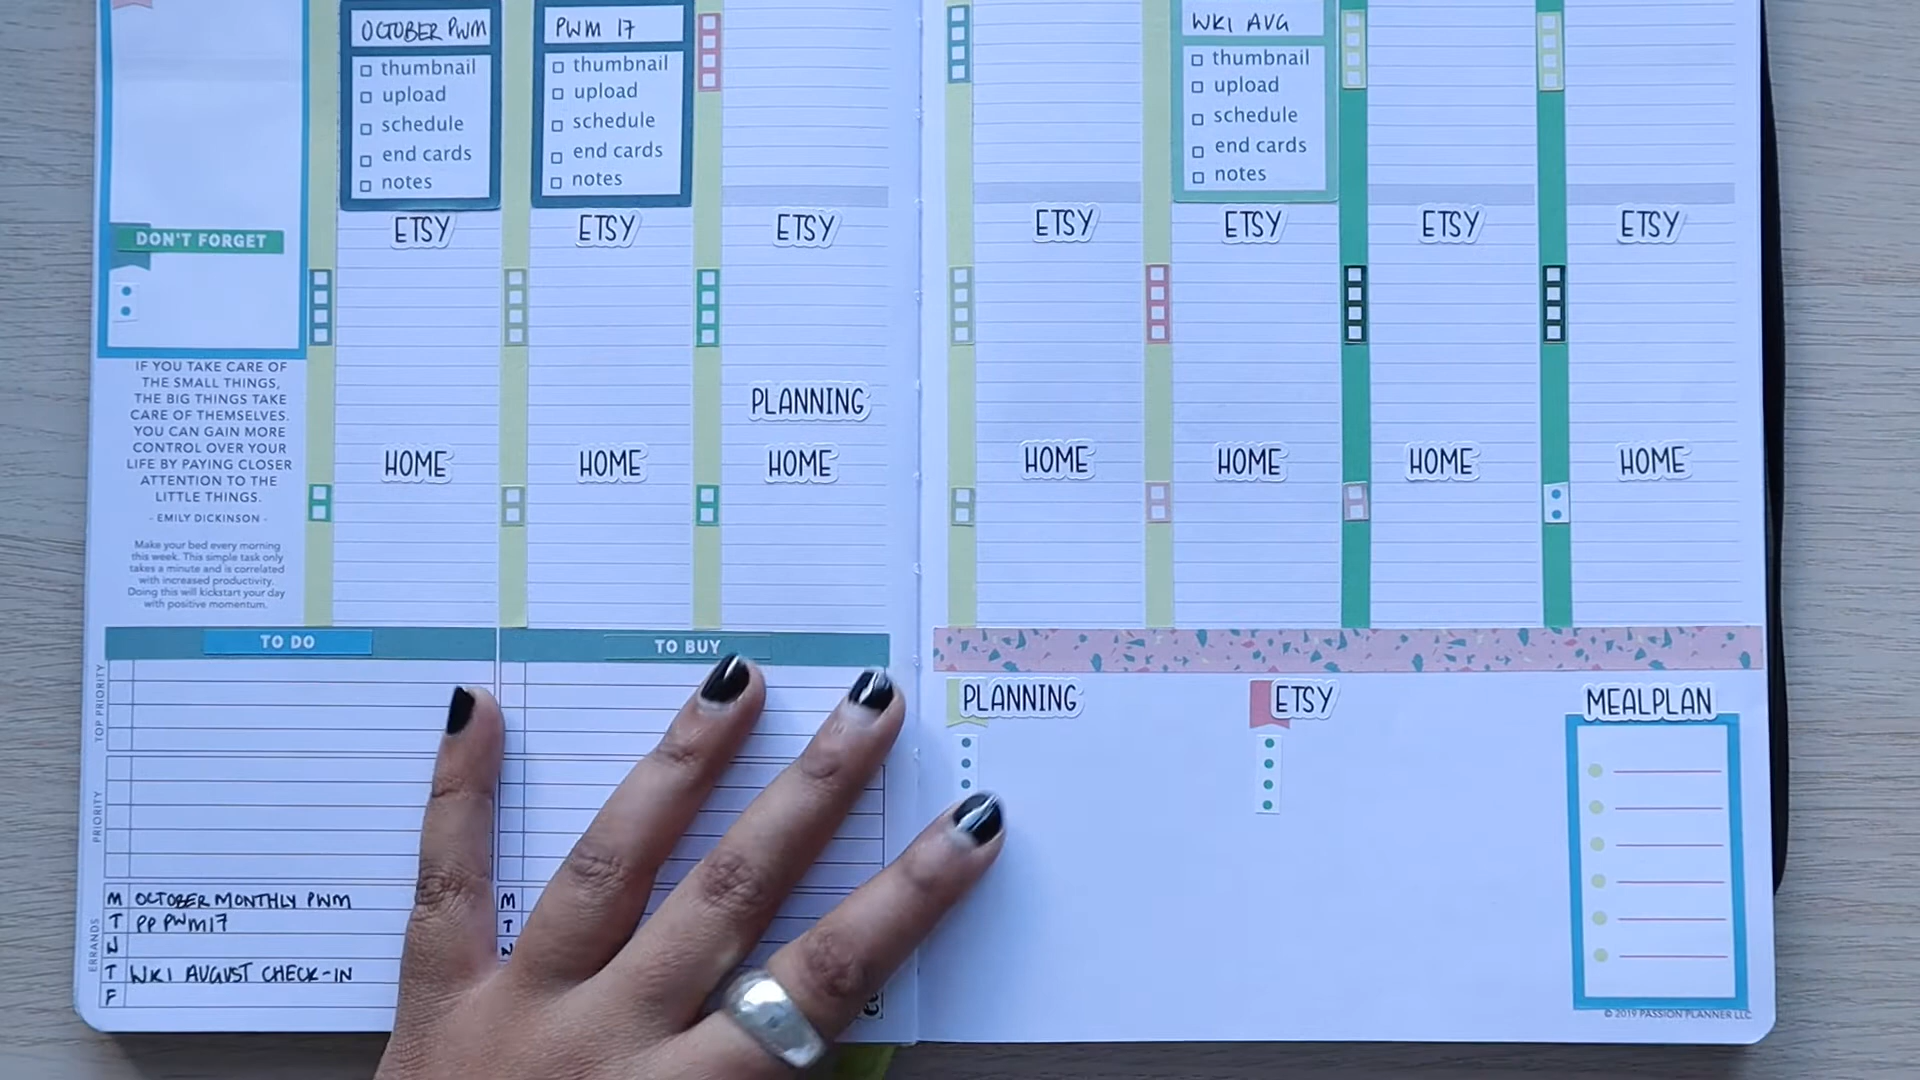 OCTOBER PWM
thumbnail
upload
schedule
end cards
notes
PWM 17
thumbnail
upload
schedule
end cards
notes
WK1 AUG
thumbnail
upload
schedule
end cards
notes
ETSY
ETSY
ETSY
ETSY
ETSY
ETSY
ETSY
DON'T FORGET
IF YOU TAKE CARE OF
THE SMALL THINGS,
THE BIG THINGS TAKE
CARE OF THEMSELVES.
YOU CAN GAIN MORE
CONTROL OVER YOUR
LIFE BY PAYING CLOSER
ATTENTION TO THE
LITTLE THINGS.
- EMILY DICKINSON -
Make your bed every morning
this week. This simple task only
takes a minute and is correlated
with increased productivity.
Doing this will kickstart your day
with positive momentum.
PLANNING
HOME
HOME
HOME
HOME
HOME
HOME
HOME
TO DO
TO BUY
TOP PRIORITY
PRIORITY
ERRANDS
M OCTOBER MONTHLY PWM
T PP PWM17
W
T WK1 AUGUST CHECK-IN
F
M
T
W
PLANNING
ETSY
MEALPLAN
© 2019 PASSION PLANNER LLC